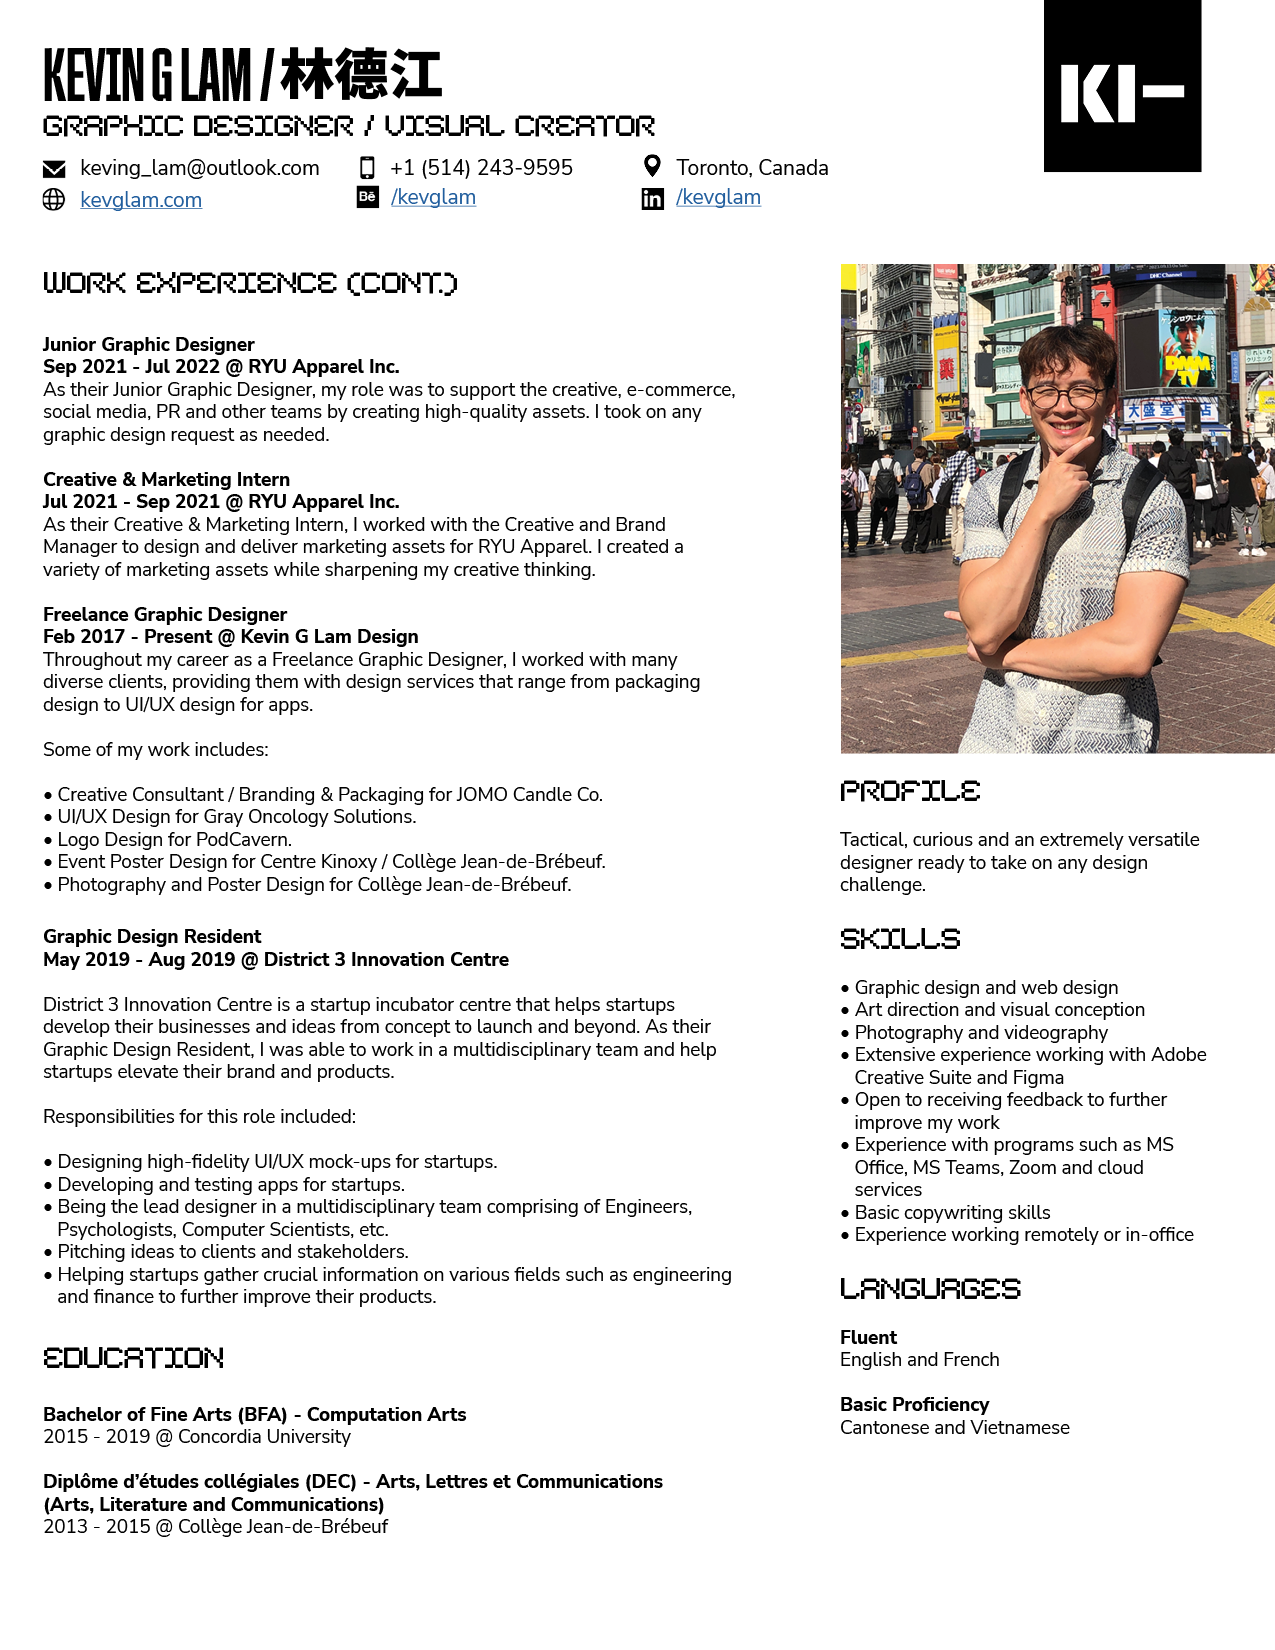 KEVIN G LAM / 林德江
GRAPHIC DESIGNER / VISUAL CREATOR
keving_lam@outlook.com
+1 (514) 243-9595
Toronto, Canada
kevglam.com
Bē
/kevglam
in
/kevglam
WORK EXPERIENCE (CONT.)
Junior Graphic Designer
Sep 2021 - Jul 2022 @ RYU Apparel Inc.
As their Junior Graphic Designer, my role was to support the creative, e-commerce,
social media, PR and other teams by creating high-quality assets. I took on any
graphic design request as needed.
Creative & Marketing Intern
Jul 2021 - Sep 2021 @ RYU Apparel Inc.
As their Creative & Marketing Intern, I worked with the Creative and Brand
Manager to design and deliver marketing assets for RYU Apparel. I created a
variety of marketing assets while sharpening my creative thinking.
Freelance Graphic Designer
Feb 2017 - Present @ Kevin G Lam Design
Throughout my career as a Freelance Graphic Designer, I worked with many
diverse clients, providing them with design services that range from packaging
design to UI/UX design for apps.
Some of my work includes:
• Creative Consultant / Branding & Packaging for JOMO Candle Co.
• UI/UX Design for Gray Oncology Solutions.
• Logo Design for PodCavern.
• Event Poster Design for Centre Kinoxy / Collège Jean-de-Brébeuf.
• Photography and Poster Design for Collège Jean-de-Brébeuf.
Graphic Design Resident
May 2019 - Aug 2019 @ District 3 Innovation Centre
District 3 Innovation Centre is a startup incubator centre that helps startups
develop their businesses and ideas from concept to launch and beyond. As their
Graphic Design Resident, I was able to work in a multidisciplinary team and help
startups elevate their brand and products.
Responsibilities for this role included:
• Designing high-fidelity UI/UX mock-ups for startups.
• Developing and testing apps for startups.
• Being the lead designer in a multidisciplinary team comprising of Engineers,
Psychologists, Computer Scientists, etc.
• Pitching ideas to clients and stakeholders.
• Helping startups gather crucial information on various fields such as engineering
and finance to further improve their products.
EDUCATION
Bachelor of Fine Arts (BFA) - Computation Arts
2015 - 2019 @ Concordia University
Diplôme d’études collégiales (DEC) - Arts, Lettres et Communications
(Arts, Literature and Communications)
2013 - 2015 @ Collège Jean-de-Brébeuf
DHC Channel
DMM
TV
大盛堂書店
PROFILE
Tactical, curious and an extremely versatile
designer ready to take on any design
challenge.
SKILLS
• Graphic design and web design
• Art direction and visual conception
• Photography and videography
• Extensive experience working with Adobe
Creative Suite and Figma
• Open to receiving feedback to further
improve my work
• Experience with programs such as MS
Office, MS Teams, Zoom and cloud
services
• Basic copywriting skills
• Experience working remotely or in-office
LANGUAGES
Fluent
English and French
Basic Proficiency
Cantonese and Vietnamese